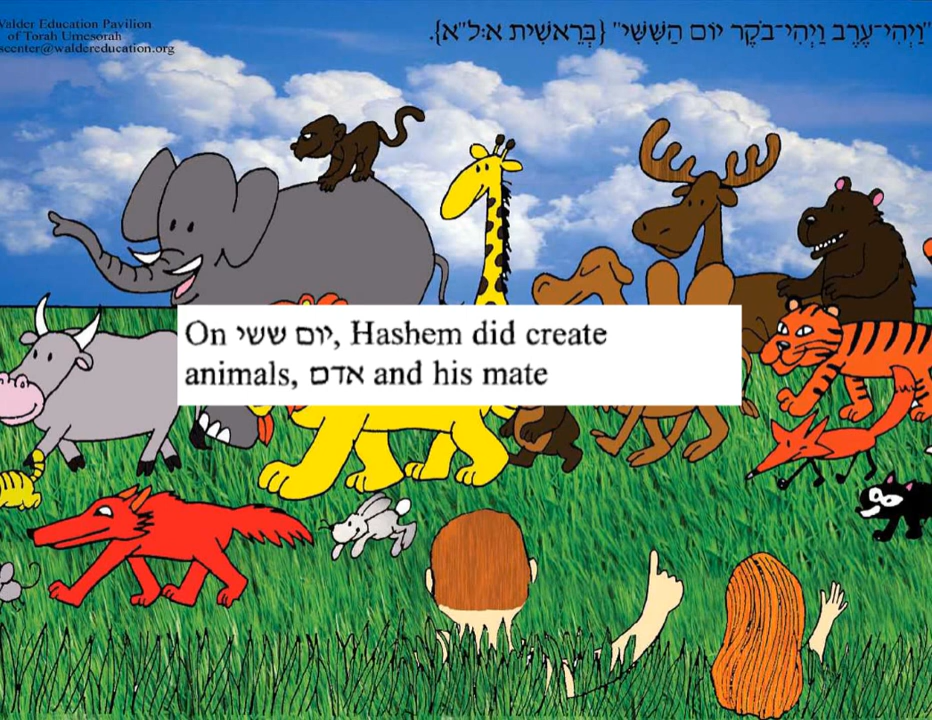 Walder Education Pavilion
of Torah Umesorah
scenter@waldereducation.org
"וַיְהִי־עֶרֶב וַיְהִי־בֹקֶר יוֹם הַשִּׁשִּׁי" {בְּרֵאשִׁית א:ל"א}.
On יום ששי, Hashem did create
animals, אדם and his mate